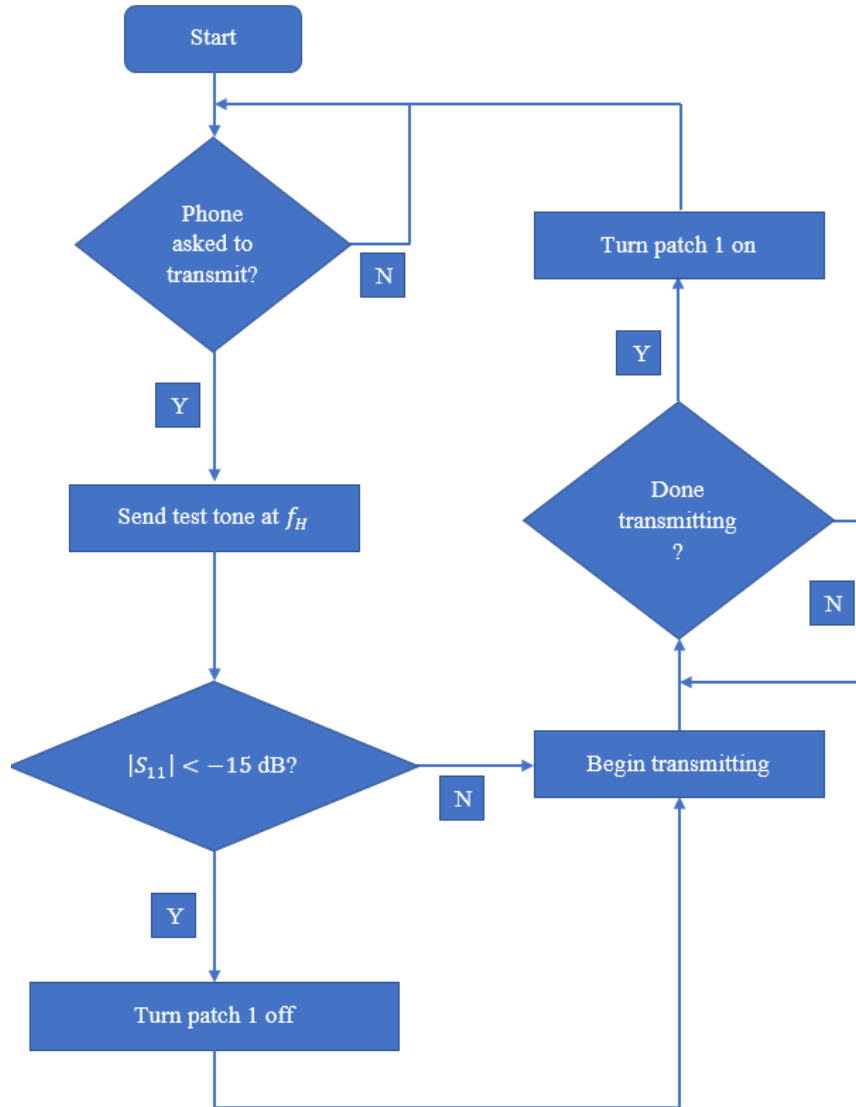 Start
Phone
asked to
transmit?
N
Y
Send test tone at f_H
|S_11| < −15 dB?
N
Y
Turn patch 1 off
Turn patch 1 on
Y
Done
transmitting
?
N
Begin transmitting